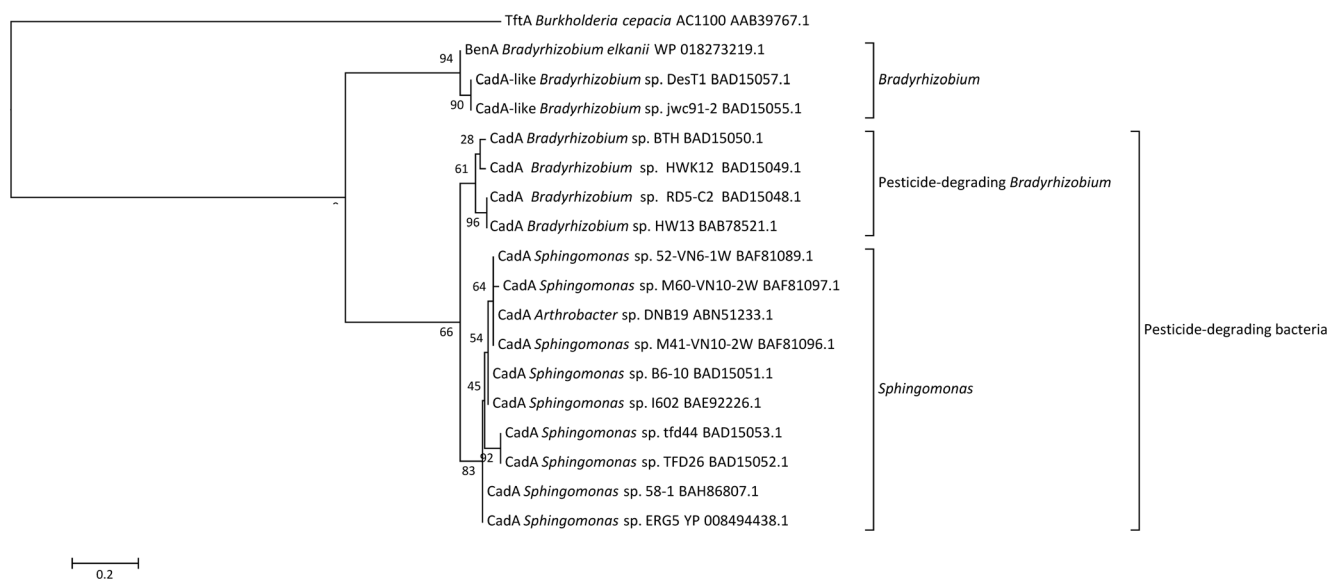 TftA Burkholderia cepacia AC1100 AAB39767.1
BenA Bradyrhizobium elkanii WP 018273219.1
94
CadA-like Bradyrhizobium sp. DesT1 BAD15057.1
Bradyrhizobium
90
CadA-like Bradyrhizobium sp. jwc91-2 BAD15055.1
28
CadA Bradyrhizobium sp. BTH BAD15050.1
61
CadA Bradyrhizobium sp. HWK12 BAD15049.1
Pesticide-degrading Bradyrhizobium
CadA Bradyrhizobium sp. RD5-C2 BAD15048.1
96
CadA Bradyrhizobium sp. HW13 BAB78521.1
CadA Sphingomonas sp. 52-VN6-1W BAF81089.1
64
CadA Sphingomonas sp. M60-VN10-2W BAF81097.1
CadA Arthrobacter sp. DNB19 ABN51233.1
66
Pesticide-degrading bacteria
54
CadA Sphingomonas sp. M41-VN10-2W BAF81096.1
CadA Sphingomonas sp. B6-10 BAD15051.1
45
Sphingomonas
CadA Sphingomonas sp. I602 BAE92226.1
CadA Sphingomonas sp. tfd44 BAD15053.1
92
CadA Sphingomonas sp. TFD26 BAD15052.1
83
CadA Sphingomonas sp. 58-1 BAH86807.1
CadA Sphingomonas sp. ERG5 YP 008494438.1
0.2